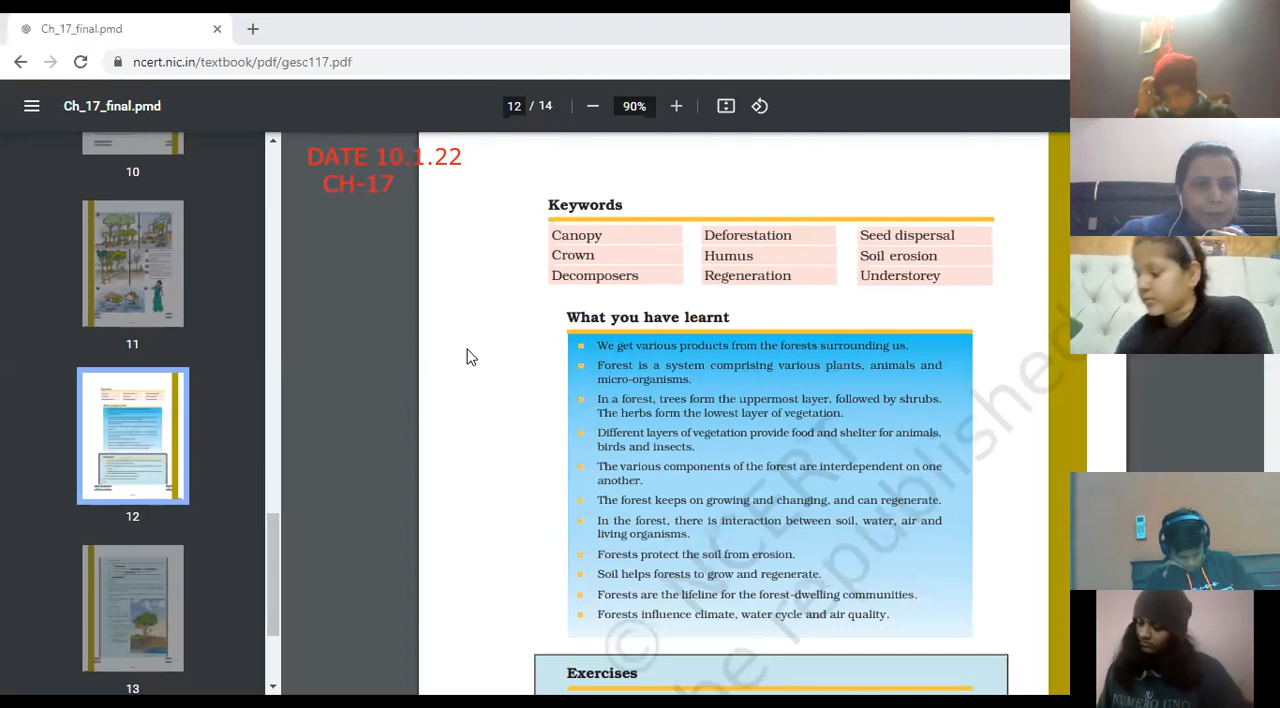 Ch_17_final.pmd
ncert.nic.in/textbook/pdf/gesc117.pdf
Ch_17_final.pmd
12 / 14
90%
10
11
12
13
DATE 10.1.22
CH-17
Keywords
Canopy Deforestation Seed dispersal
Crown Humus Soil erosion
Decomposers Regeneration Understorey
What you have learnt
We get various products from the forests surrounding us.
Forest is a system comprising various plants, animals and
micro-organisms.
In a forest, trees form the uppermost layer, followed by shrubs.
The herbs form the lowest layer of vegetation.
Different layers of vegetation provide food and shelter for animals,
birds and insects.
The various components of the forest are interdependent on one
another.
The forest keeps on growing and changing, and can regenerate.
In the forest, there is interaction between soil, water, air and
living organisms.
Forests protect the soil from erosion.
Soil helps forests to grow and regenerate.
Forests are the lifeline for the forest-dwelling communities.
Forests influence climate, water cycle and air quality.
Exercises
© NCERT
be republished
NUMERO UNO